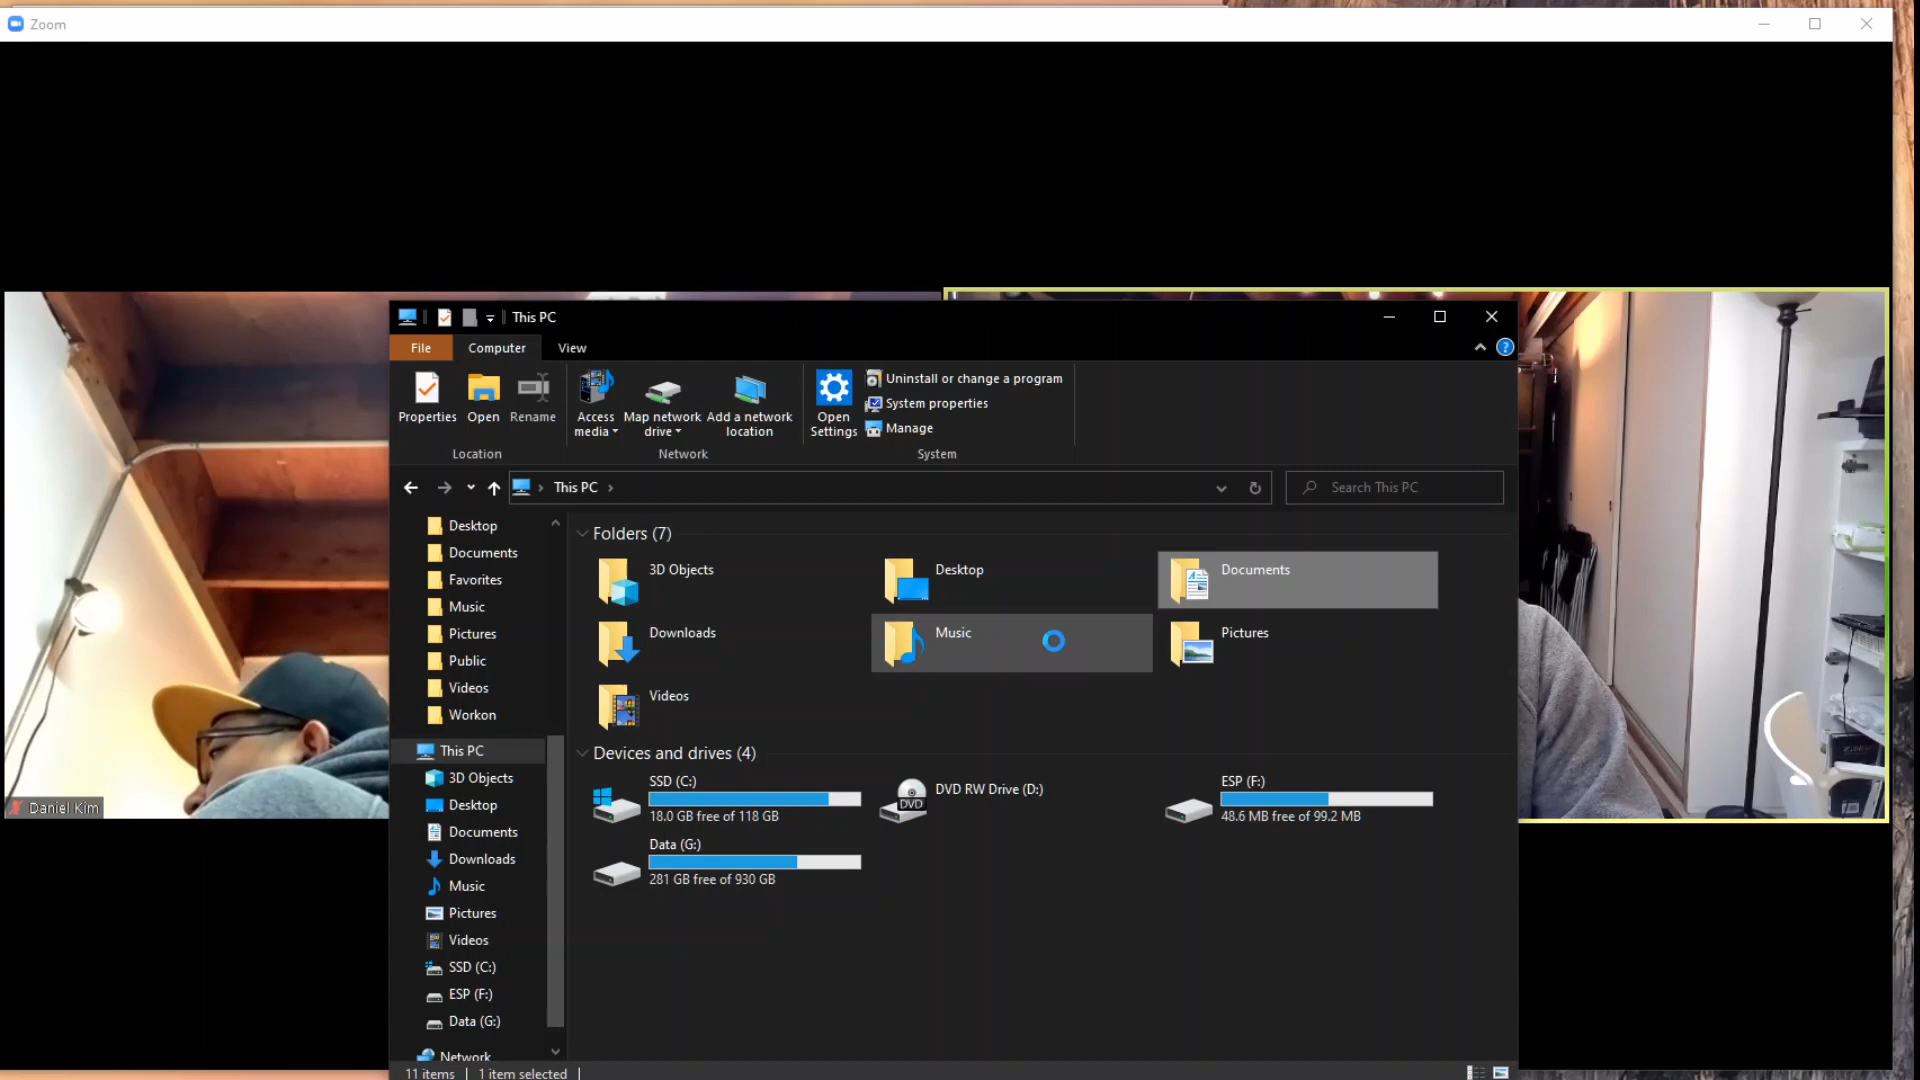 Zoom
This PC
File
Computer
View
Properties
Open
Rename
Access media
Map network drive
Add a network location
Open Settings
Uninstall or change a program
System properties
Manage
Location
Network
System
This PC
Search This PC
Desktop
Documents
Favorites
Music
Pictures
Public
Videos
Workon
This PC
3D Objects
Desktop
Documents
Downloads
Music
Pictures
Videos
SSD (C:)
ESP (F:)
Data (G:)
Network
Folders (7)
3D Objects
Desktop
Documents
Downloads
Music
Pictures
Videos
Devices and drives (4)
SSD (C:)
18.0 GB free of 118 GB
DVD RW Drive (D:)
DVD
ESP (F:)
48.6 MB free of 99.2 MB
Data (G:)
281 GB free of 930 GB
11 items
1 item selected
Daniel Kim